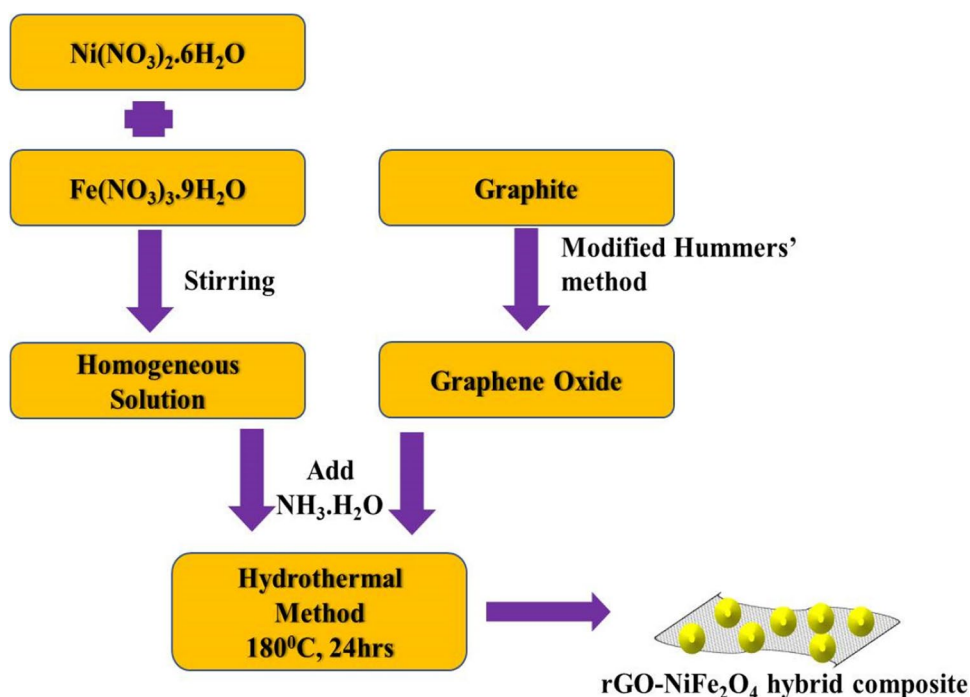 Ni(NO₃)₂.6H₂O
Fe(NO₃)₃.9H₂O
Graphite
Stirring
Modified Hummers’
method
Homogeneous
Solution
Graphene Oxide
Add
NH₃.H₂O
Hydrothermal
Method
180⁰C, 24hrs
rGO-NiFe₂O₄ hybrid composite